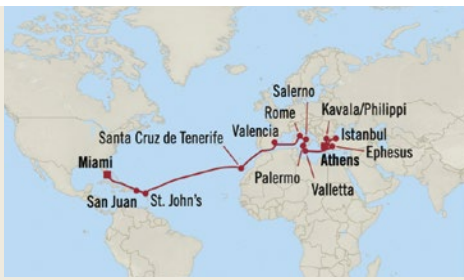 Salerno
Rome
Kavala/Philippi
Santa Cruz de Tenerife
Valencia
Istanbul
Miami
Athens
Ephesus
Palermo
San Juan
St. John's
Valletta